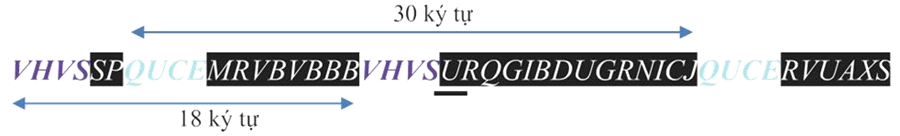 30 ký tự
VHVSSPQUCEMRVBVBBBVHVSURQGIBDUGRNICJQUCERVUAXS
18 ký tự